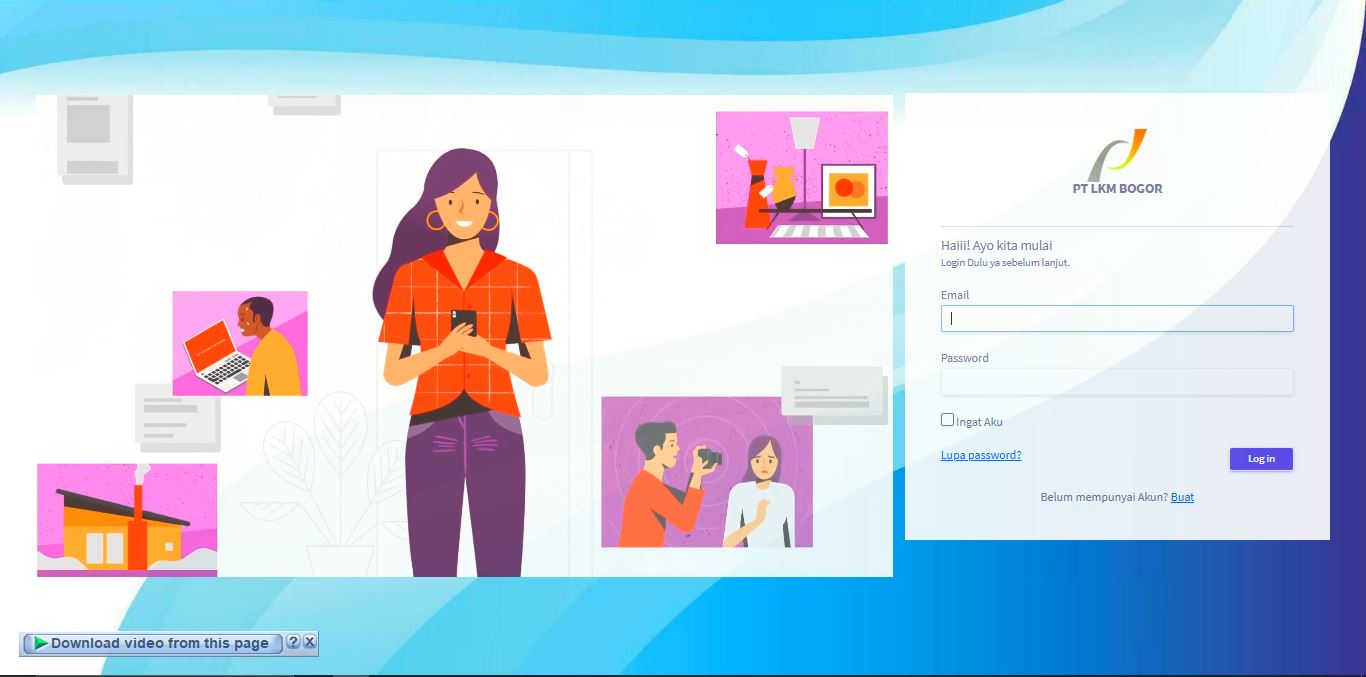 PT LKM BOGOR
Haiii! Ayo kita mulai
Login Dulu ya sebelum lanjut.
Email
Password
Ingat Aku
Lupa password?
Log in
Belum mempunyai Akun? Buat
Download video from this page ? X